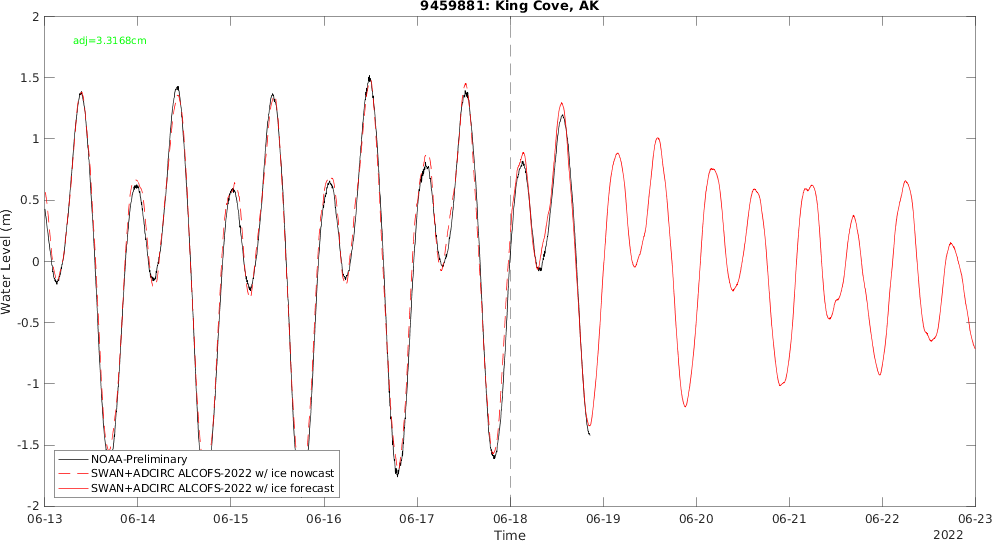 9459881: King Cove, AK
adj=3.3168cm
2
1.5
1
0.5
0
-0.5
-1
-1.5
-2
Water Level (m)
NOAA-Preliminary
SWAN+ADCIRC ALCOFS-2022 w/ ice nowcast
SWAN+ADCIRC ALCOFS-2022 w/ ice forecast
06-13 06-14 06-15 06-16 06-17 06-18 06-19 06-20 06-21 06-22 06-23
Time
2022